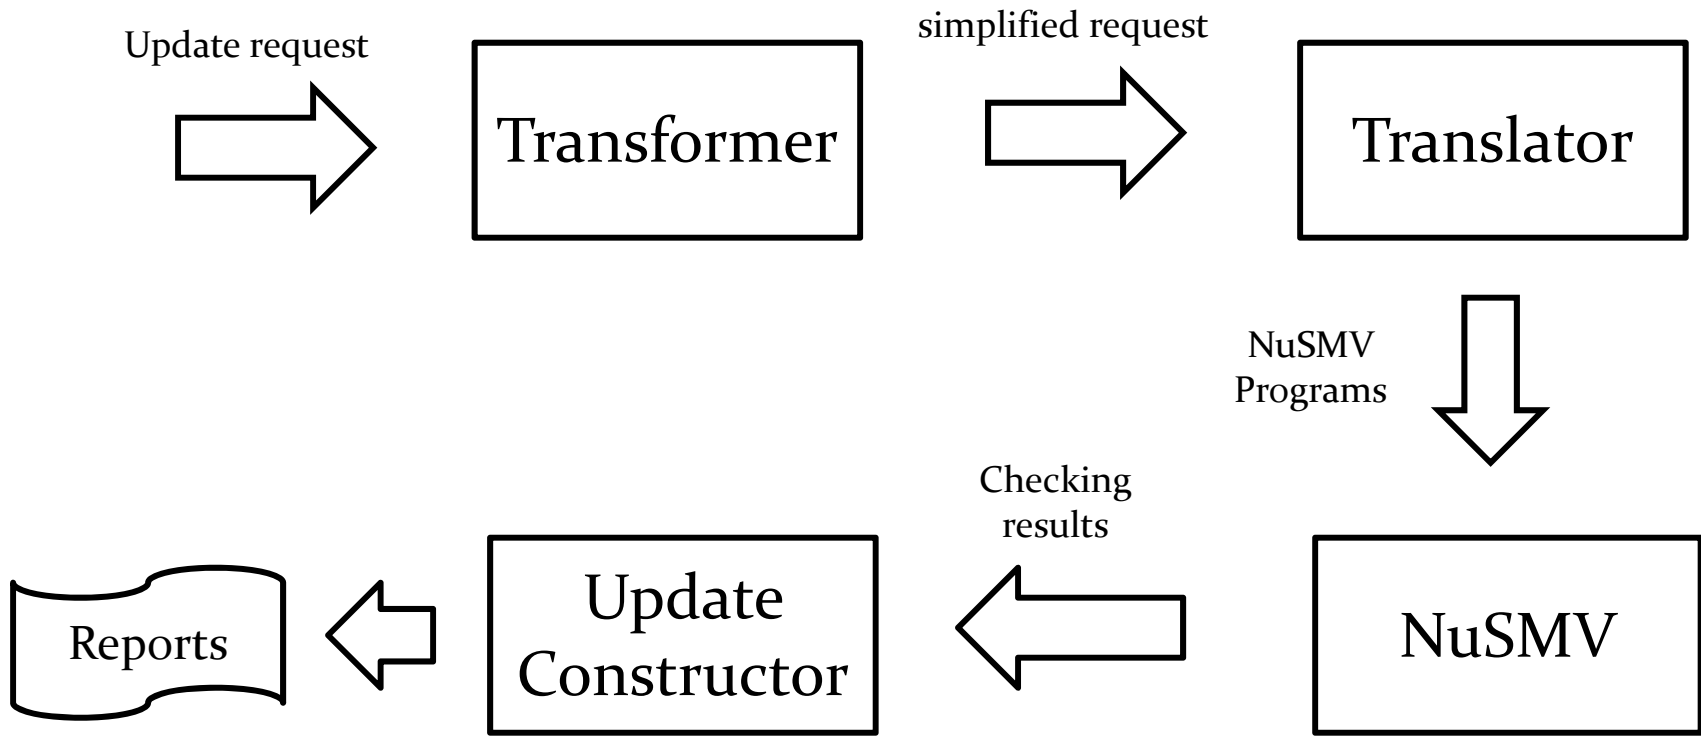 Update request
Transformer
simplified request
Translator
NuSMV
Programs
Checking
results
NuSMV
Update
Constructor
Reports